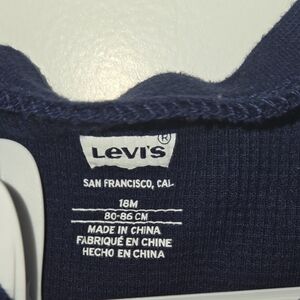 LEVI'S ®
SAN FRANCISCO, CAL.
18M
80-86 CM
MADE IN CHINA
FABRIQUÉ EN CHINE
HECHO EN CHINA